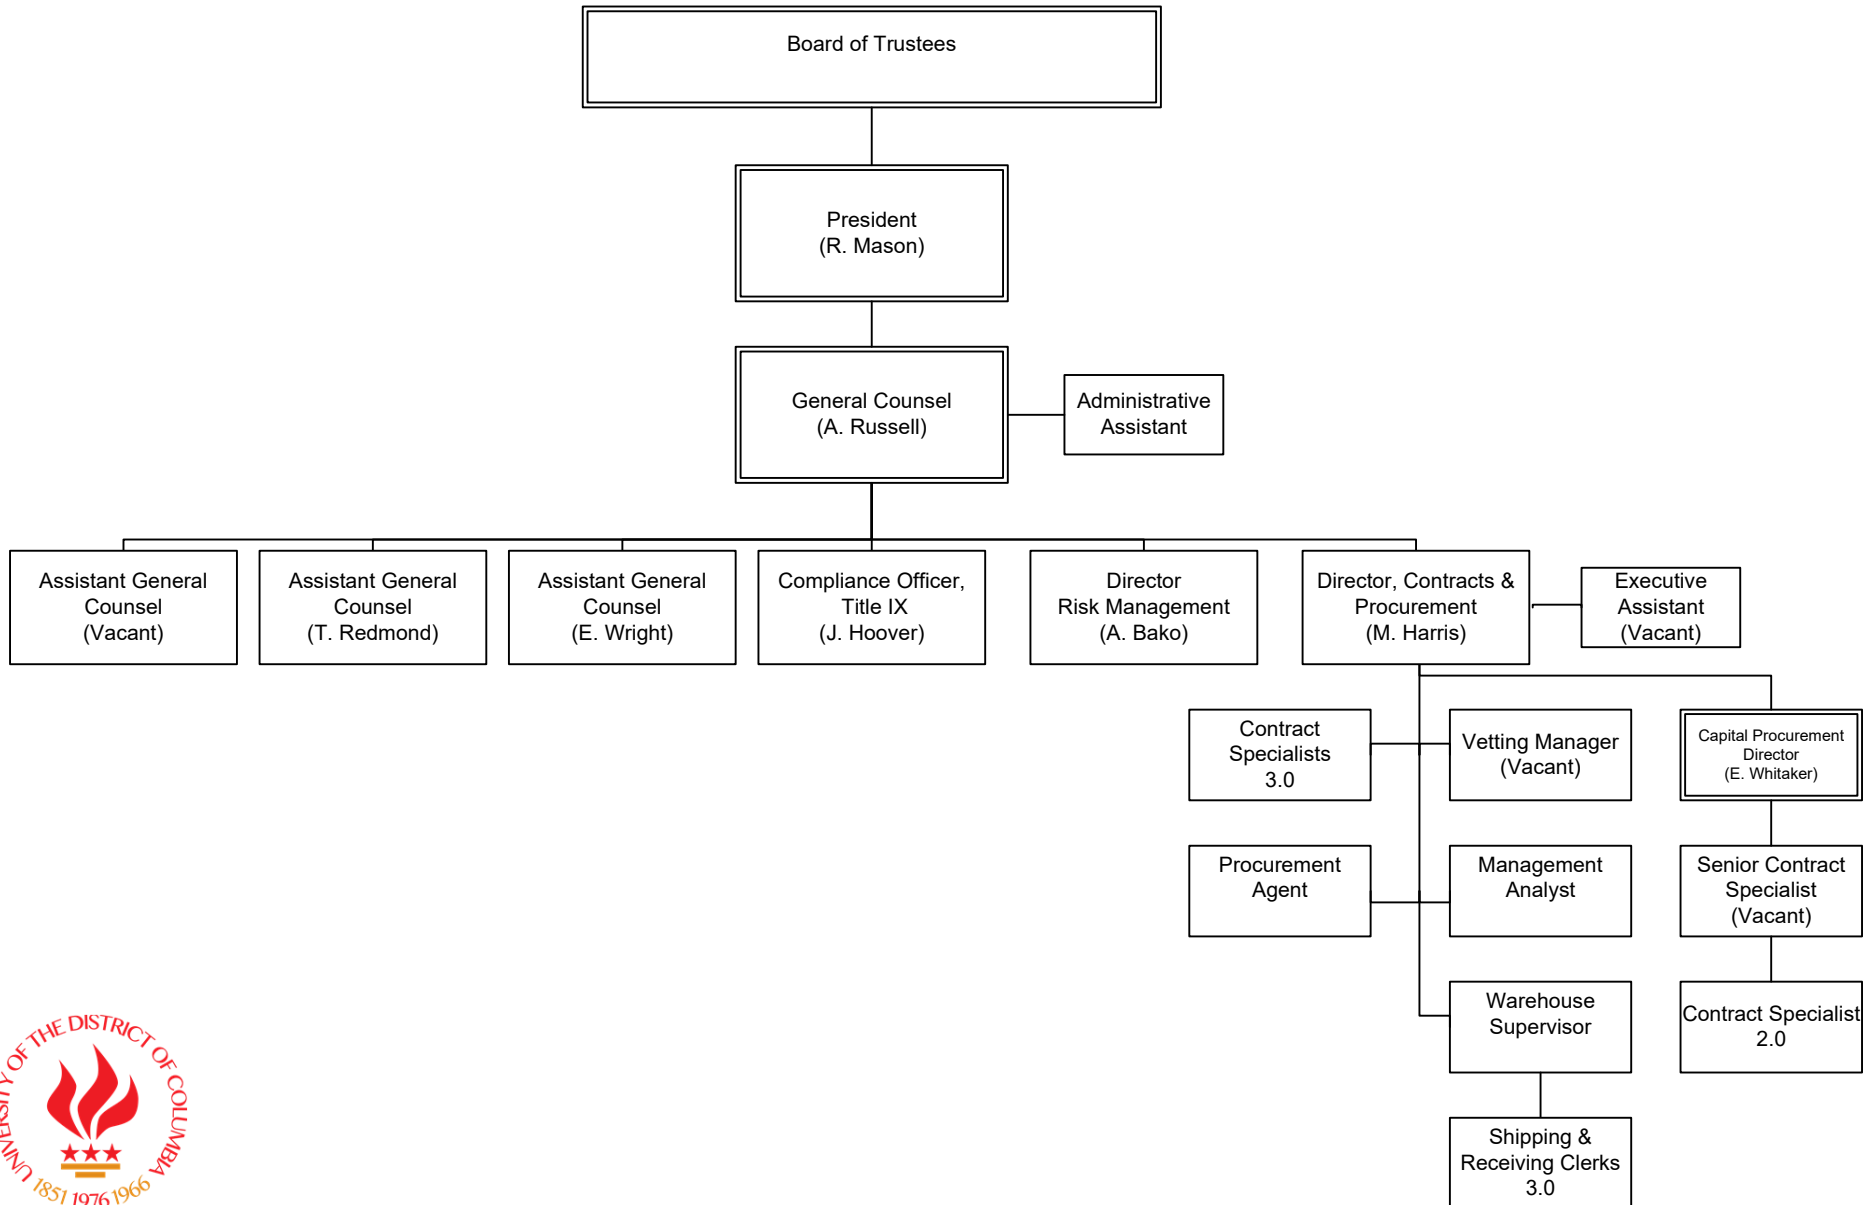 Board of Trustees
President
(R. Mason)
General Counsel
(A. Russell)
Administrative
Assistant
Assistant General
Counsel
(Vacant)
Assistant General
Counsel
(T. Redmond)
Assistant General
Counsel
(E. Wright)
Compliance Officer,
Title IX
(J. Hoover)
Director
Risk Management
(A. Bako)
Director, Contracts &
Procurement
(M. Harris)
Executive
Assistant
(Vacant)
Contract
Specialists
3.0
Vetting Manager
(Vacant)
Capital Procurement
Director
(E. Whitaker)
Procurement
Agent
Management
Analyst
Senior Contract
Specialist
(Vacant)
Warehouse
Supervisor
Contract Specialist
2.0
Shipping &
Receiving Clerks
3.0
UNIVERSITY OF THE DISTRICT OF COLUMBIA
1851 1976 1966